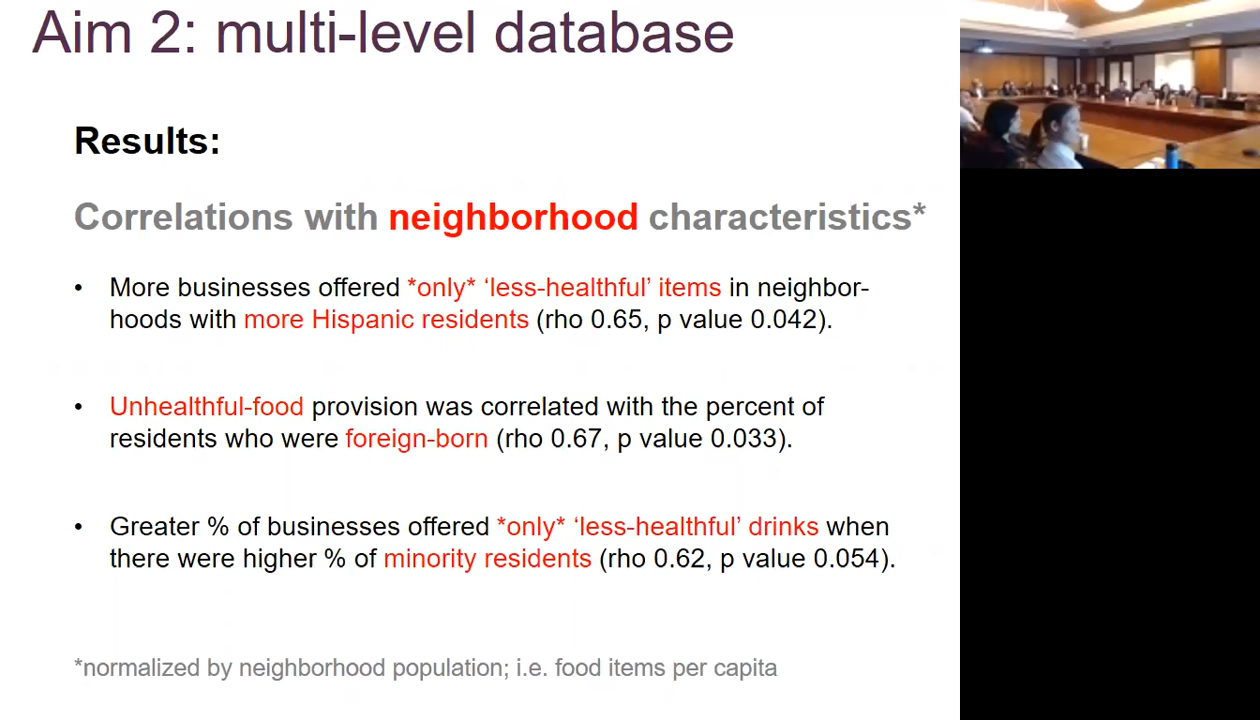 Aim 2: multi-level database
Results:
Correlations with neighborhood characteristics*
• More businesses offered *only* ‘less-healthful’ items in neighbor-
hoods with more Hispanic residents (rho 0.65, p value 0.042).
• Unhealthful-food provision was correlated with the percent of
residents who were foreign-born (rho 0.67, p value 0.033).
• Greater % of businesses offered *only* ‘less-healthful’ drinks when
there were higher % of minority residents (rho 0.62, p value 0.054).
*normalized by neighborhood population; i.e. food items per capita